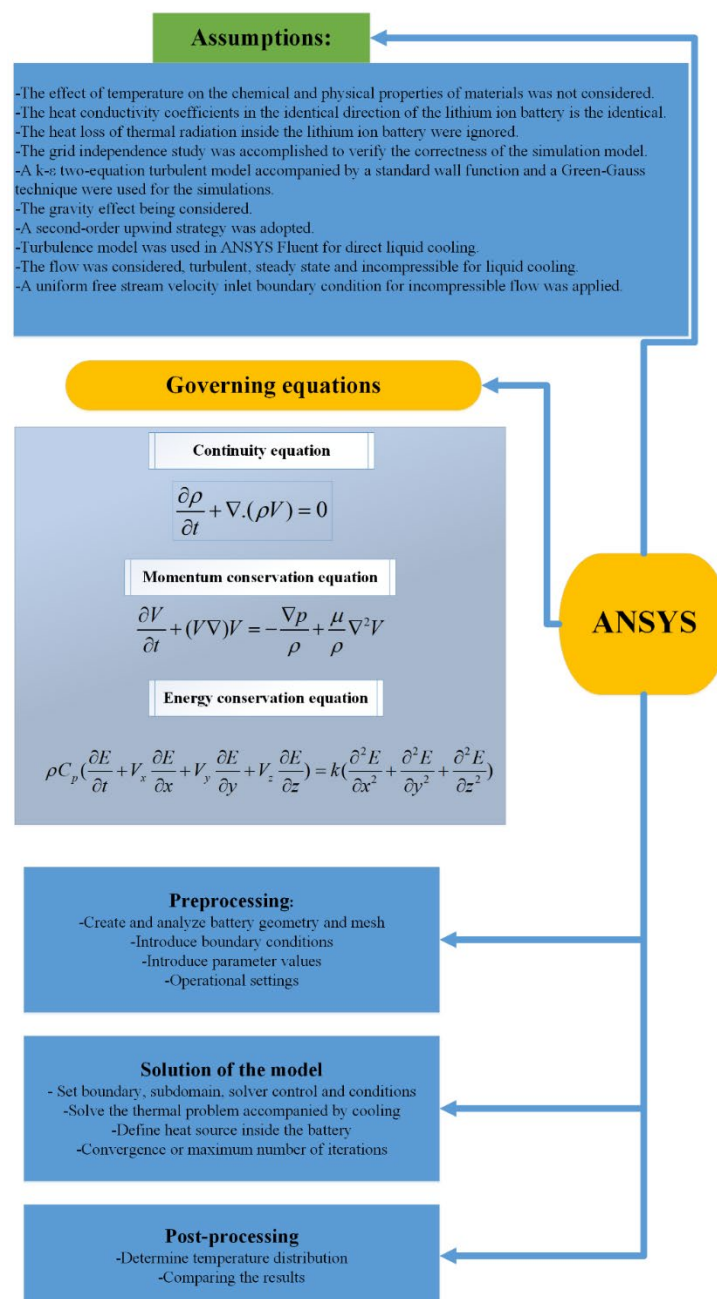 Assumptions:
-The effect of temperature on the chemical and physical properties of materials was not considered.
-The heat conductivity coefficients in the identical direction of the lithium ion battery is the identical.
-The heat loss of thermal radiation inside the lithium ion battery were ignored.
-The grid independence study was accomplished to verify the correctness of the simulation model.
-A k-ε two-equation turbulent model accompanied by a standard wall function and a Green-Gauss
technique were used for the simulations.
-The gravity effect being considered.
-A second-order upwind strategy was adopted.
-Turbulence model was used in ANSYS Fluent for direct liquid cooling.
-The flow was considered, turbulent, steady state and incompressible for liquid cooling.
-A uniform free stream velocity inlet boundary condition for incompressible flow was applied.
Governing equations
Continuity equation
∂ρ/∂t + ∇.(ρV) = 0
Momentum conservation equation
∂V/∂t + (V∇)V = −∇p/ρ + μ/ρ ∇²V
Energy conservation equation
ρC_p(∂E/∂t + V_x ∂E/∂x + V_y ∂E/∂y + V_z ∂E/∂z) = k(∂²E/∂x² + ∂²E/∂y² + ∂²E/∂z²)
ANSYS
Preprocessing:
-Create and analyze battery geometry and mesh
-Introduce boundary conditions
-Introduce parameter values
-Operational settings
Solution of the model
- Set boundary, subdomain, solver control and conditions
-Solve the thermal problem accompanied by cooling
-Define heat source inside the battery
-Convergence or maximum number of iterations
Post-processing
-Determine temperature distribution
-Comparing the results